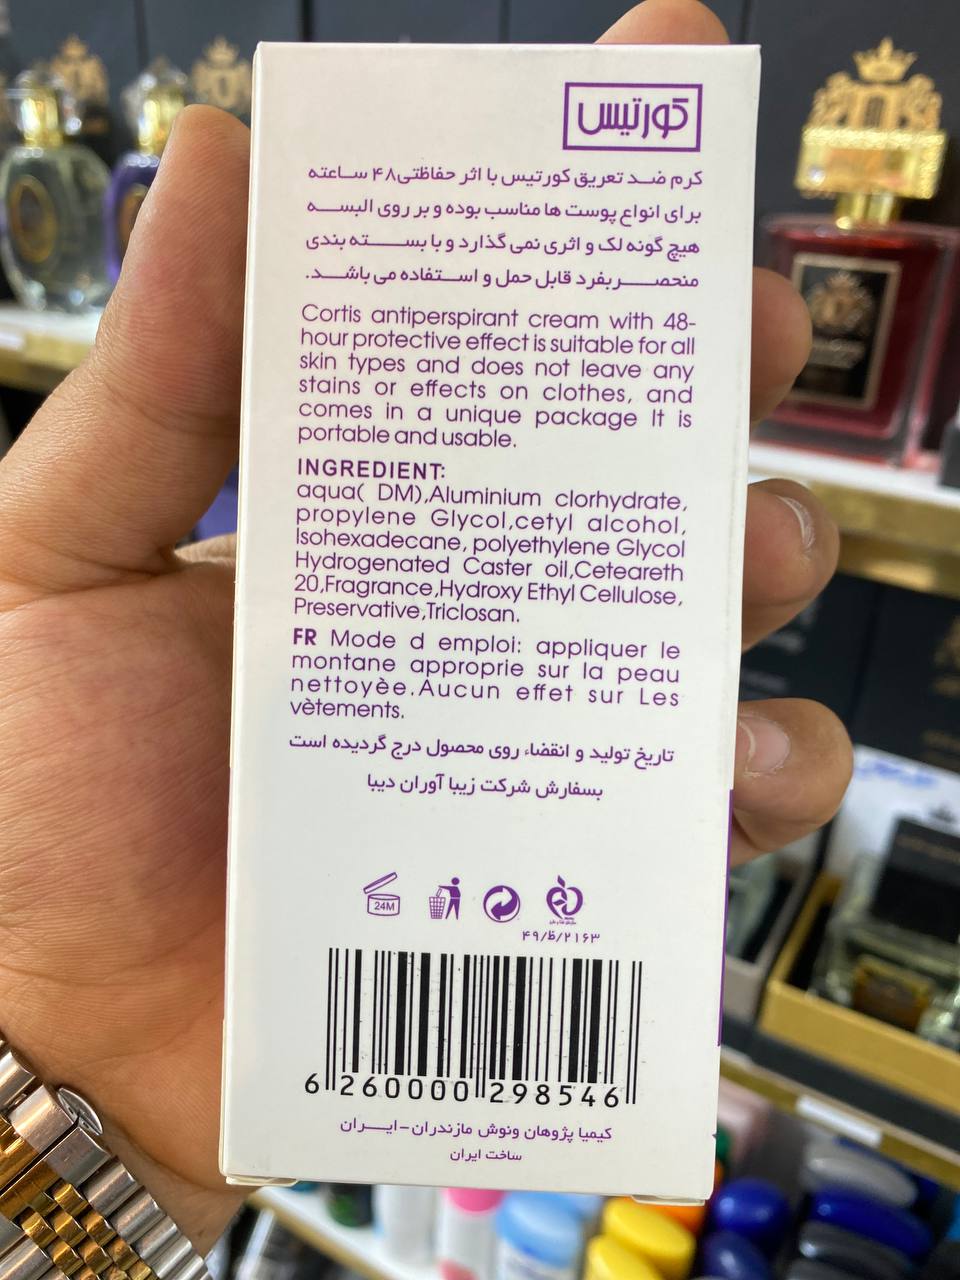 کورتیس
کرم ضد تعریق کورتیس با اثر حفاظتی۴۸ ساعته
برای انواع پوست ها مناسب بوده و بر روی البسه
هیچ گونه لک و اثری نمی گذارد و با بسته بندی
منحصر بفرد قابل حمل و استفاده می باشد.
Cortis antiperspirant cream with 48-
hour protective effect is suitable for all
skin types and does not leave any
stains or effects on clothes, and
comes in a unique package It is
portable and usable.
INGREDIENT:
aqua( DM),Aluminium clorhydrate,
propylene Glycol,cetyl alcohol,
Isohexadecane, polyethylene Glycol
Hydrogenated Caster oil,Ceteareth
20,Fragrance,Hydroxy Ethyl Cellulose,
Preservative,Triclosan.
FR Mode d emploi: appliquer le
montane approprie sur la peau
nettoyèe.Aucun effet sur Les
vètements.
تاریخ تولید و انقضاء روی محصول درج گردیده است
بسفارش شرکت زیبا آوران دیبا
24M
۴۹/ظ/۲۱۶۳
6 260000 298546
کیمیا پژوهان ونوش مازندران-ایران
ساخت ایران